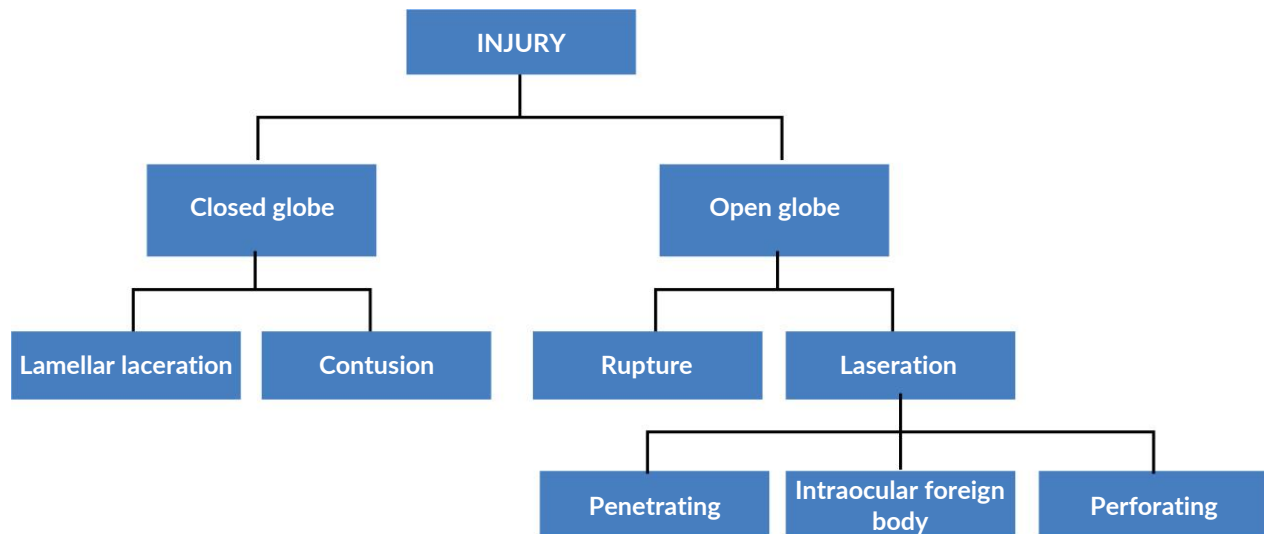 INJURY
Closed globe
Open globe
Lamellar laceration
Contusion
Rupture
Laseration
Penetrating
Intraocular foreign
body
Perforating